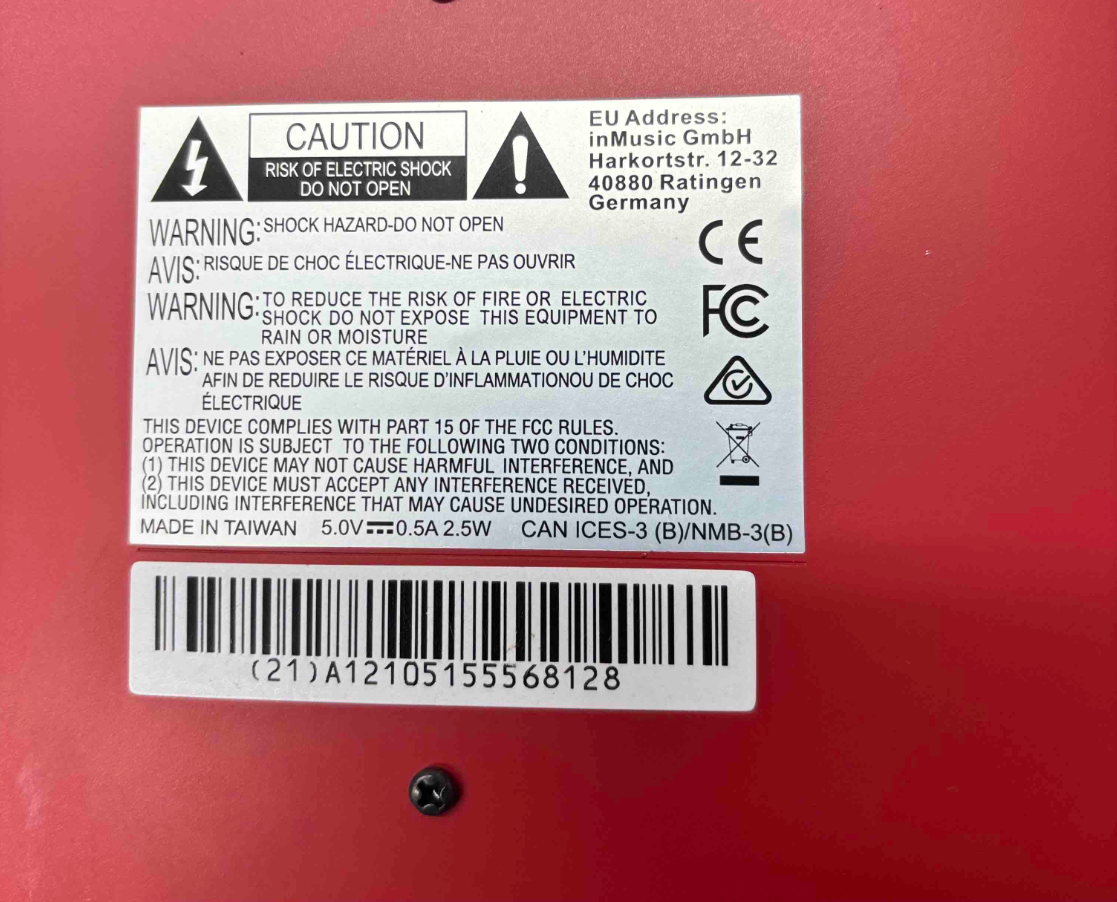 CAUTION
RISK OF ELECTRIC SHOCK
DO NOT OPEN
EU Address:
inMusic GmbH
Harkortstr. 12-32
40880 Ratingen
Germany
WARNING: SHOCK HAZARD-DO NOT OPEN
AVIS: RISQUE DE CHOC ÉLECTRIQUE-NE PAS OUVRIR
WARNING: TO REDUCE THE RISK OF FIRE OR ELECTRIC
SHOCK DO NOT EXPOSE THIS EQUIPMENT TO
RAIN OR MOISTURE
AVIS: NE PAS EXPOSER CE MATÉRIEL À LA PLUIE OU L'HUMIDITE
AFIN DE REDUIRE LE RISQUE D'INFLAMMATIONOU DE CHOC
ÉLECTRIQUE
CE
FC
THIS DEVICE COMPLIES WITH PART 15 OF THE FCC RULES.
OPERATION IS SUBJECT TO THE FOLLOWING TWO CONDITIONS:
(1) THIS DEVICE MAY NOT CAUSE HARMFUL INTERFERENCE, AND
(2) THIS DEVICE MUST ACCEPT ANY INTERFERENCE RECEIVED,
INCLUDING INTERFERENCE THAT MAY CAUSE UNDESIRED OPERATION.
MADE IN TAIWAN 5.0V⎓0.5A 2.5W CAN ICES-3 (B)/NMB-3(B)
(21)A12105155568128